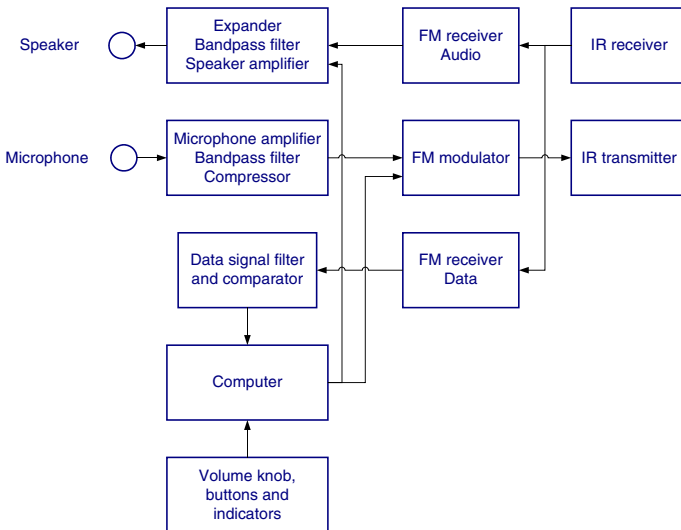 Speaker
Expander
Bandpass filter
Speaker amplifier
FM receiver
Audio
IR receiver
Microphone
Microphone amplifier
Bandpass filter
Compressor
FM modulator
IR transmitter
Data signal filter
and comparator
FM receiver
Data
Computer
Volume knob,
buttons and
indicators